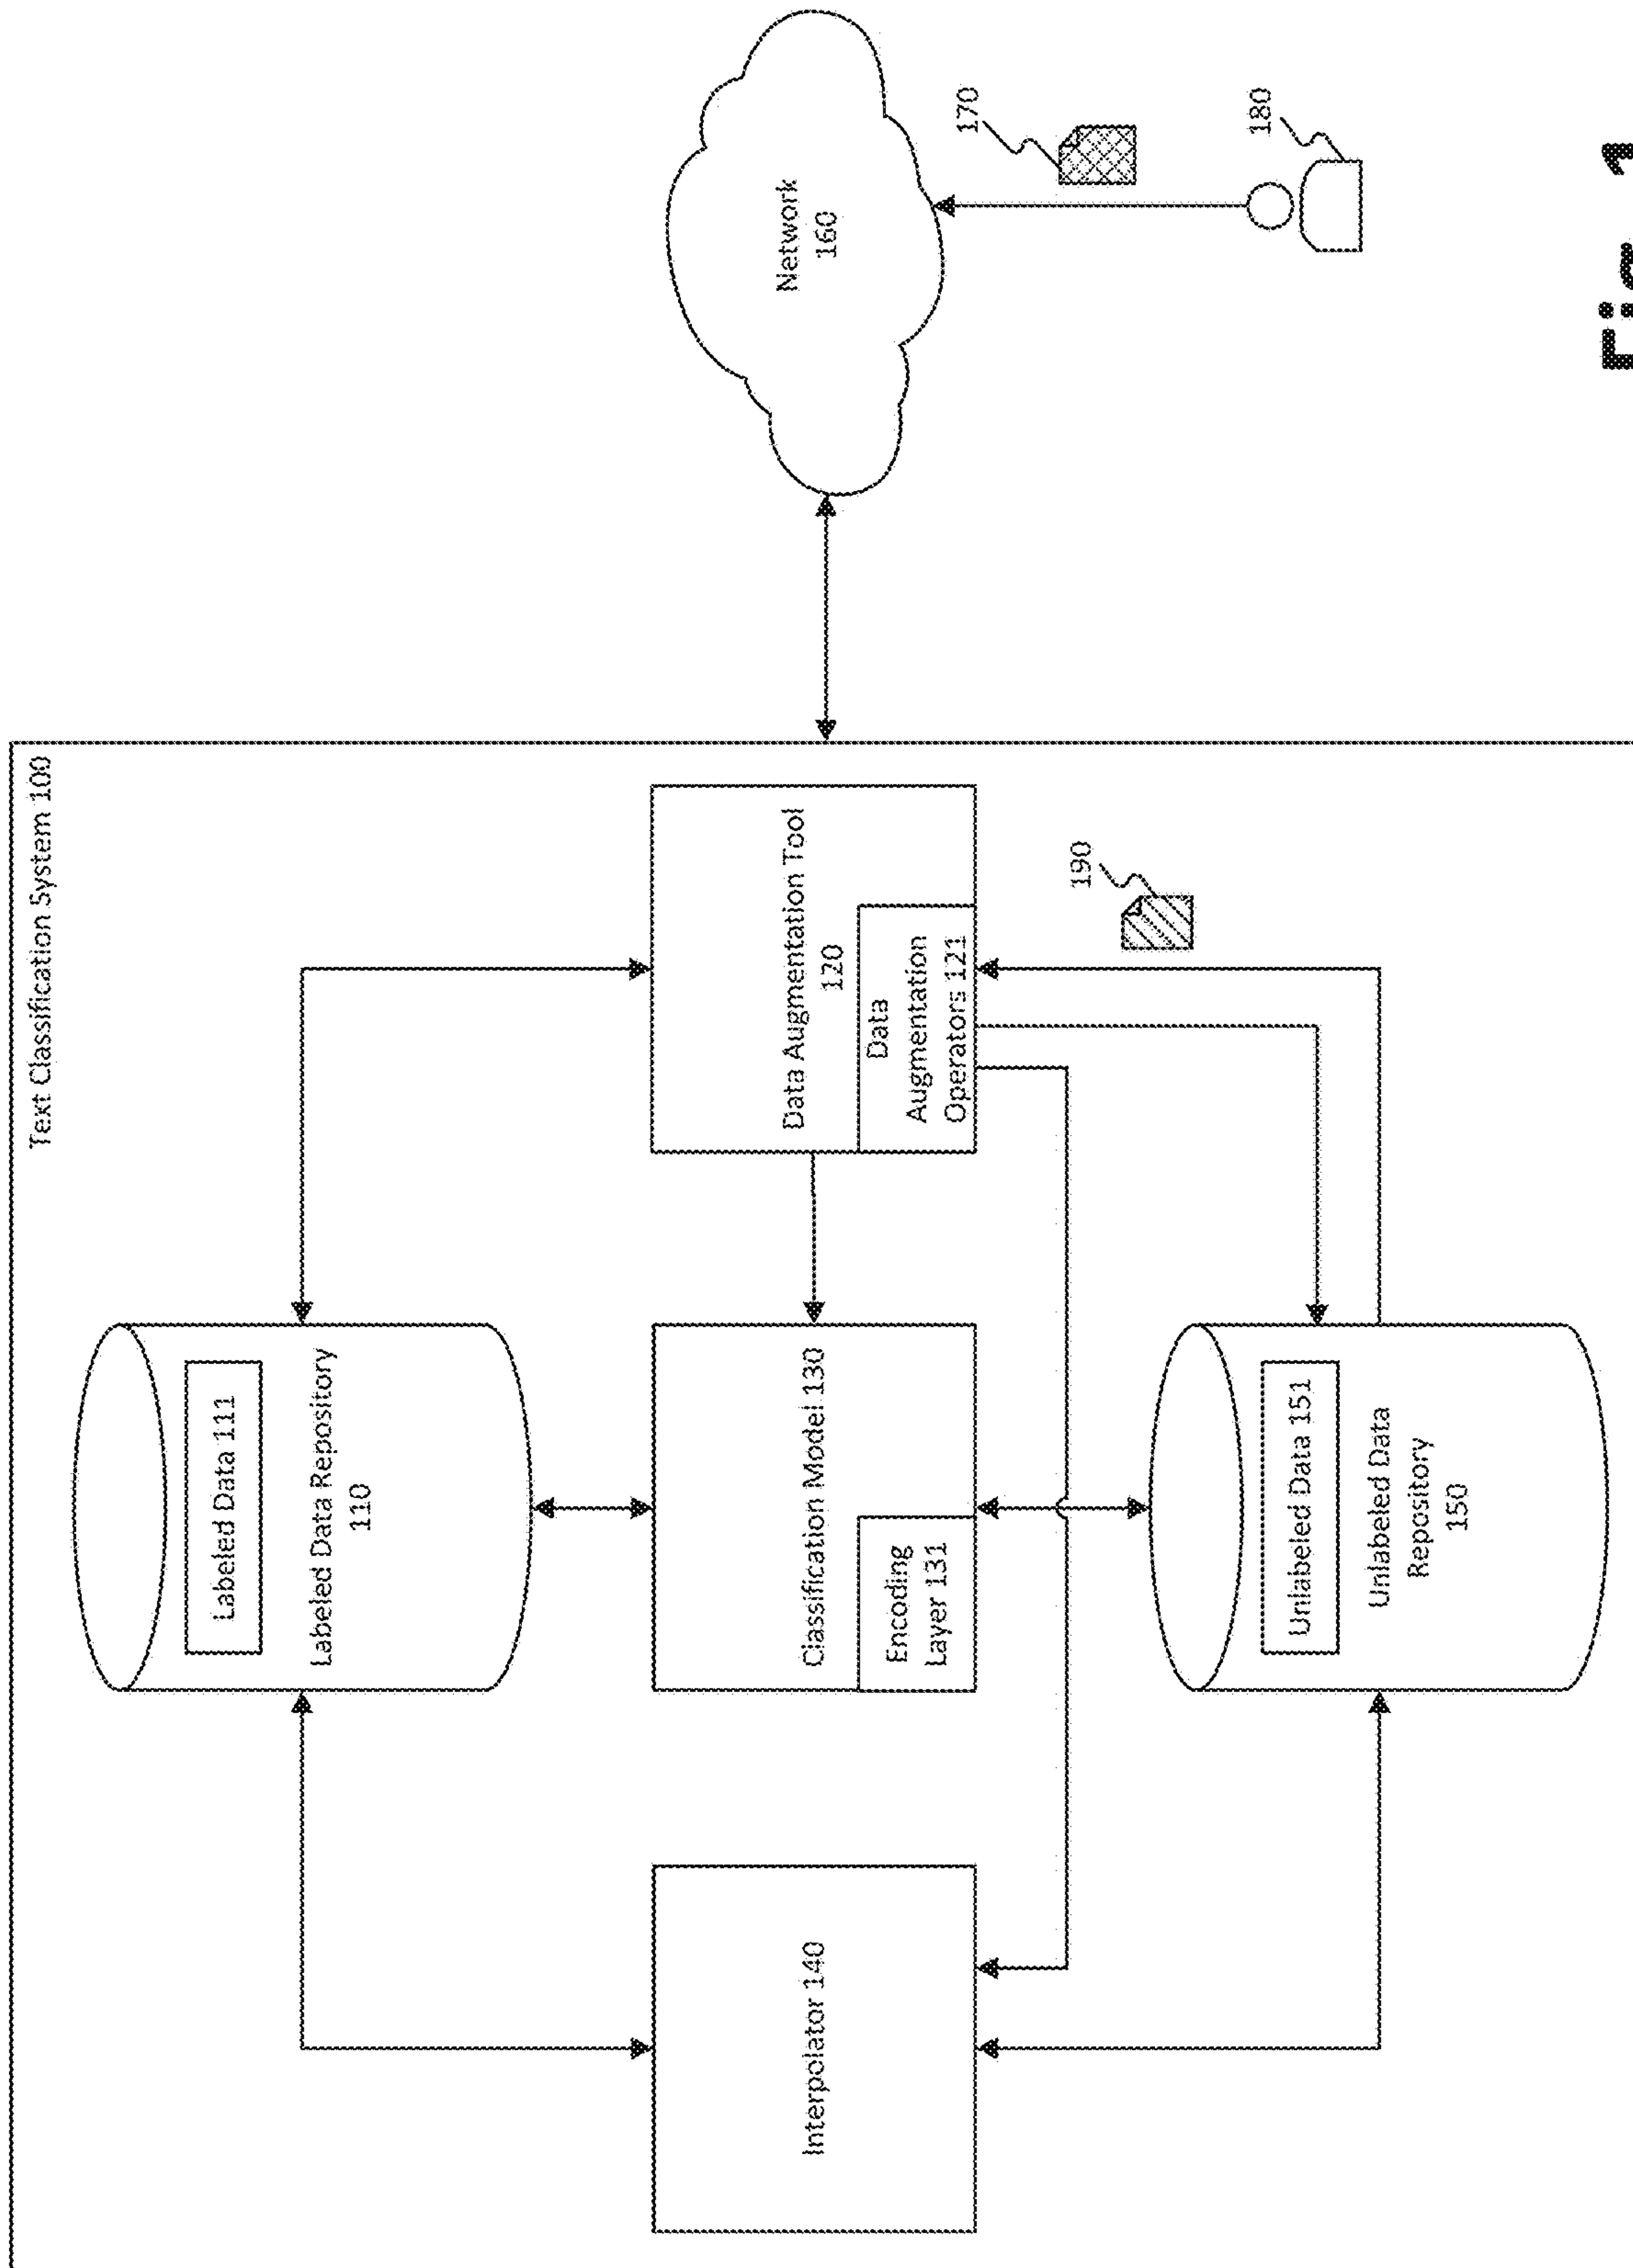 Text Classification System 100
Labeled Data 111
Labeled Data Repository
110
Interpolator 140
Classification Model 130
Encoding
Layer 131
Data Augmentation Tool
120
Data
Augmentation
Operators 121
Network
160
170
180
190
Unlabeled Data 151
Unlabeled Data
Repository
150
Fig. 1